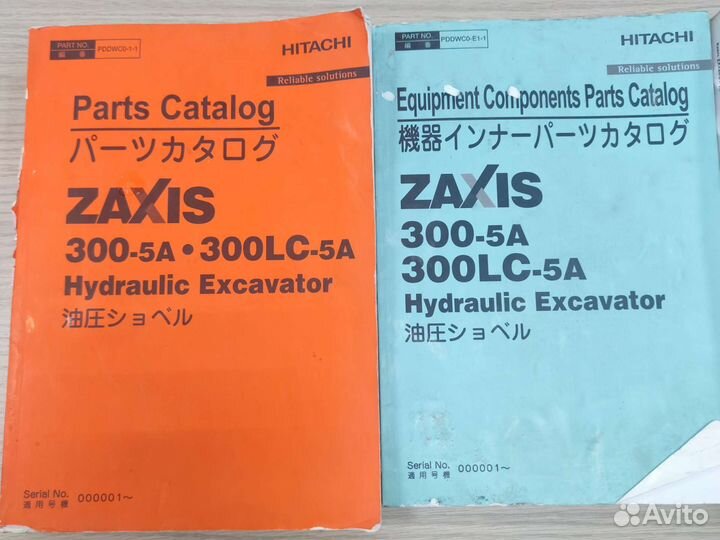 PART NO.
編 番
PDDWC0-1-1
HITACHI
Reliable solutions
Parts Catalog
パーツカタログ
ZAXIS
300-5A • 300LC-5A
Hydraulic Excavator
油圧ショベル
Serial No.
適用号機
000001～
PART NO.
編 番
PDDWC0-E1-1
HITACHI
Reliable solutions
Equipment Components Parts Catalog
機器インナーパーツカタログ
ZAXIS
300-5A
300LC-5A
Hydraulic Excavator
油圧ショベル
Serial No.
適用号機
000001～
Avito